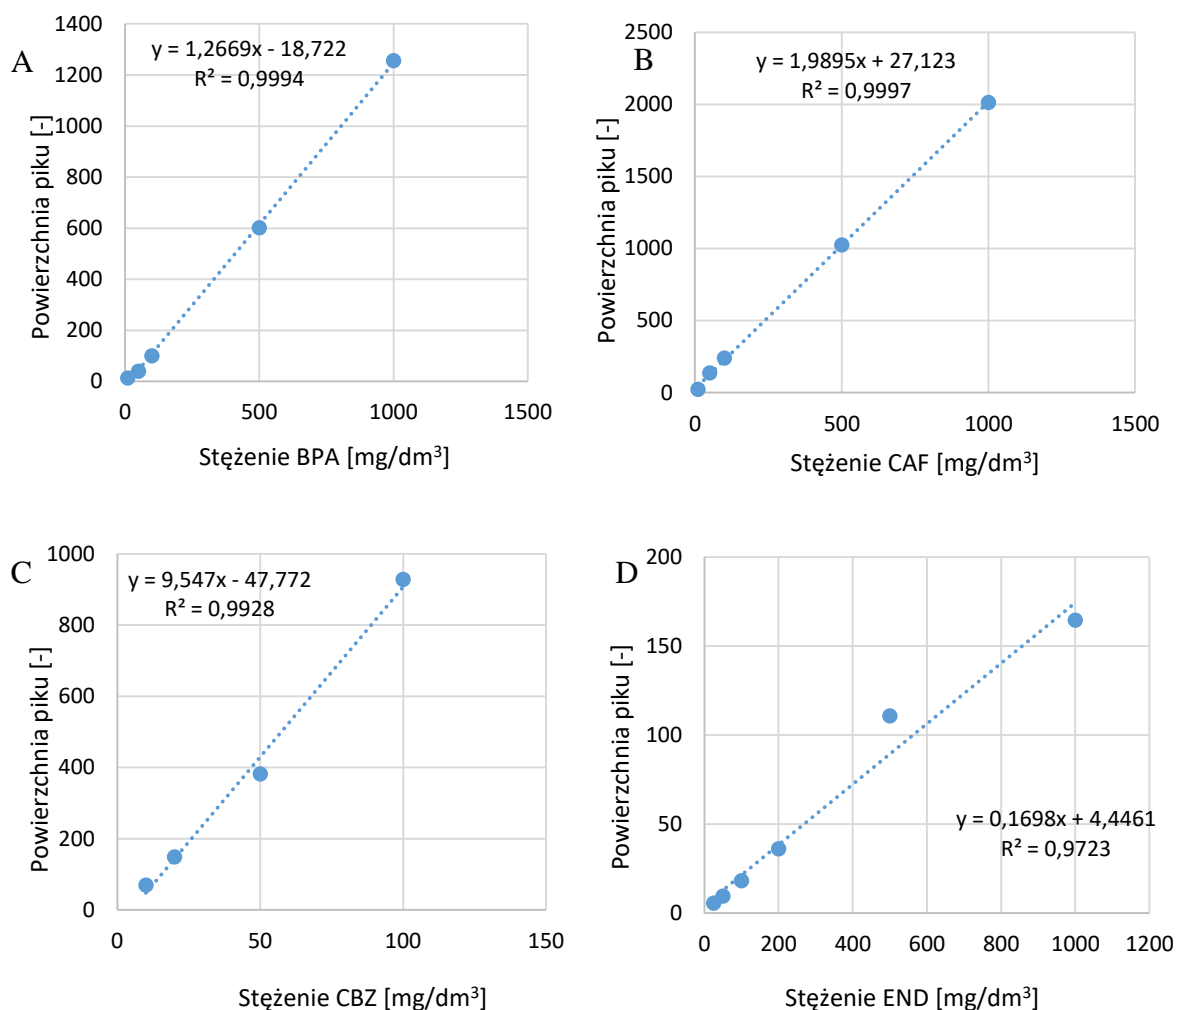 A
y = 1,2669x - 18,722
R² = 0,9994
Powierzchnia piku [-]
1400
1200
1000
800
600
400
200
0
0 500 1000 1500
Stężenie BPA [mg/dm³]
B
y = 1,9895x + 27,123
R² = 0,9997
Powierzchnia piku [-]
2500
2000
1500
1000
500
0
0 500 1000 1500
Stężenie CAF [mg/dm³]
C
y = 9,547x - 47,772
R² = 0,9928
Powierzchnia piku [-]
1000
800
600
400
200
0
0 50 100 150
Stężenie CBZ [mg/dm³]
D
Powierzchnia piku [-]
200
150
100
50
0
y = 0,1698x + 4,4461
R² = 0,9723
0 200 400 600 800 1000 1200
Stężenie END [mg/dm³]